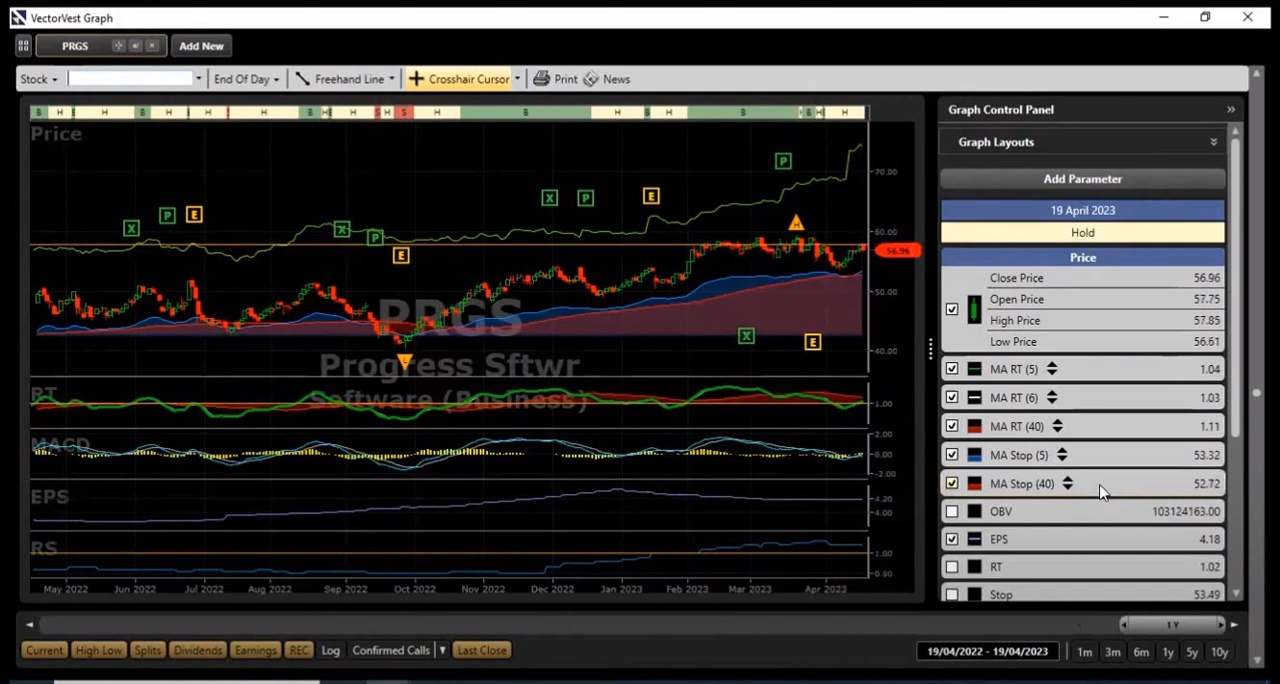 VectorVest Graph
PRGS Add New
Stock End Of Day Freehand Line Crosshair Cursor Print News
B H H B H H B H H S H B H B H B B H H
Price
X P E X P E X P E P H
70.00
60.00
56.96
50.00
40.00
X E
L
PRGS
Progress Sftwr
Software (Business)
RT
1.00
MACD
2.00
0.00
-2.00
EPS
4.20
4.00
RS
1.00
0.90
May 2022 Jun 2022 Jul 2022 Aug 2022 Sep 2022 Oct 2022 Nov 2022 Dec 2022 Jan 2023 Feb 2023 Mar 2023 Apr 2023
Graph Control Panel
Graph Layouts
Add Parameter
19 April 2023
Hold
Price
Close Price 56.96
Open Price 57.75
High Price 57.85
Low Price 56.61
MA RT (5) 1.04
MA RT (6) 1.03
MA RT (40) 1.11
MA Stop (5) 53.32
MA Stop (40) 52.72
OBV 103124163.00
EPS 4.18
RT 1.02
Stop 53.49
1 Y
Current High Low Splits Dividends Earnings REC Log Confirmed Calls Last Close 19/04/2022 - 19/04/2023 1m 3m 6m 1y 5y 10y